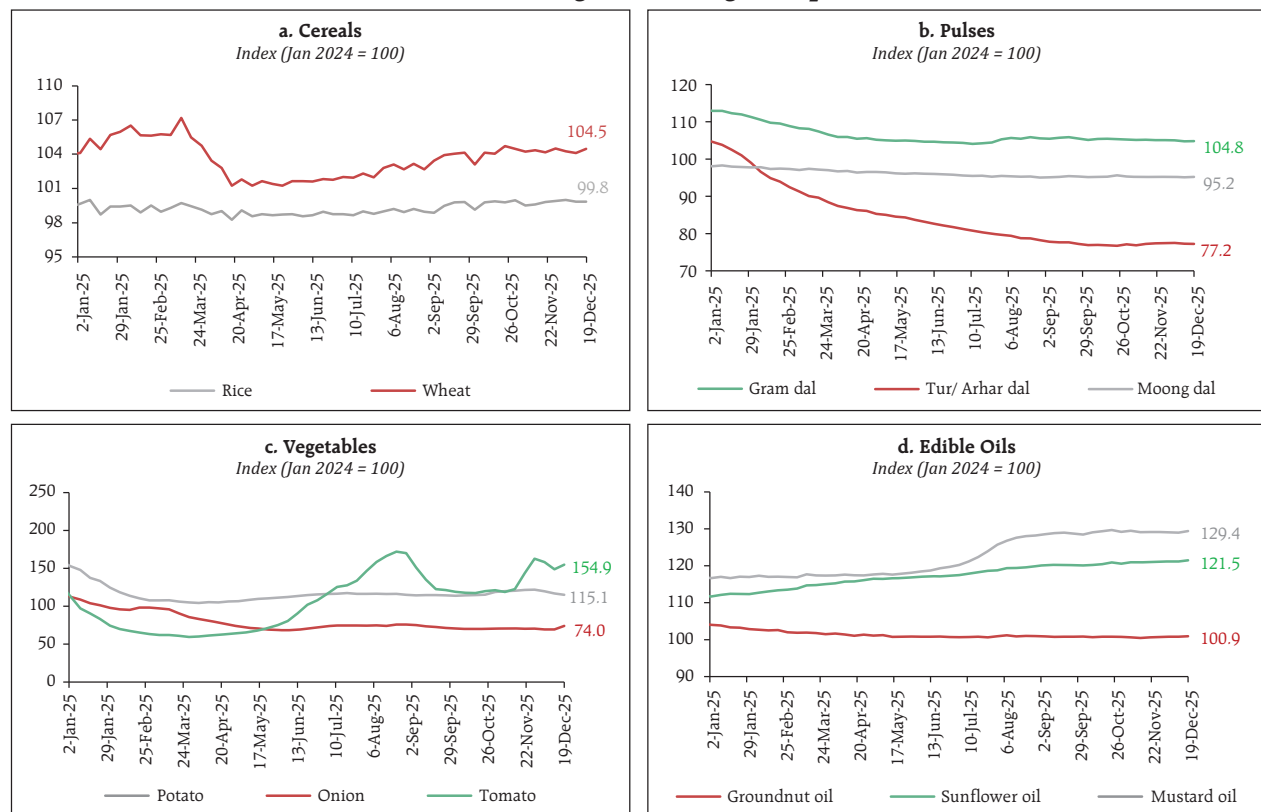 a. Cereals
Index (Jan 2024 = 100)
110
107
104
101
98
95
104.5
99.8
2-Jan-25
29-Jan-25
25-Feb-25
24-Mar-25
20-Apr-25
17-May-25
13-Jun-25
10-Jul-25
6-Aug-25
2-Sep-25
29-Sep-25
26-Oct-25
22-Nov-25
19-Dec-25
Rice
Wheat
b. Pulses
Index (Jan 2024 = 100)
120
110
100
90
80
70
104.8
95.2
77.2
2-Jan-25
29-Jan-25
25-Feb-25
24-Mar-25
20-Apr-25
17-May-25
13-Jun-25
10-Jul-25
6-Aug-25
2-Sep-25
29-Sep-25
26-Oct-25
22-Nov-25
19-Dec-25
Gram dal
Tur/ Arhar dal
Moong dal
c. Vegetables
Index (Jan 2024 = 100)
250
200
150
100
50
0
154.9
115.1
74.0
2-Jan-25
29-Jan-25
25-Feb-25
24-Mar-25
20-Apr-25
17-May-25
13-Jun-25
10-Jul-25
6-Aug-25
2-Sep-25
29-Sep-25
26-Oct-25
22-Nov-25
19-Dec-25
Potato
Onion
Tomato
d. Edible Oils
Index (Jan 2024 = 100)
140
130
120
110
100
90
129.4
121.5
100.9
2-Jan-25
29-Jan-25
25-Feb-25
24-Mar-25
20-Apr-25
17-May-25
13-Jun-25
10-Jul-25
6-Aug-25
2-Sep-25
29-Sep-25
26-Oct-25
22-Nov-25
19-Dec-25
Groundnut oil
Sunflower oil
Mustard oil